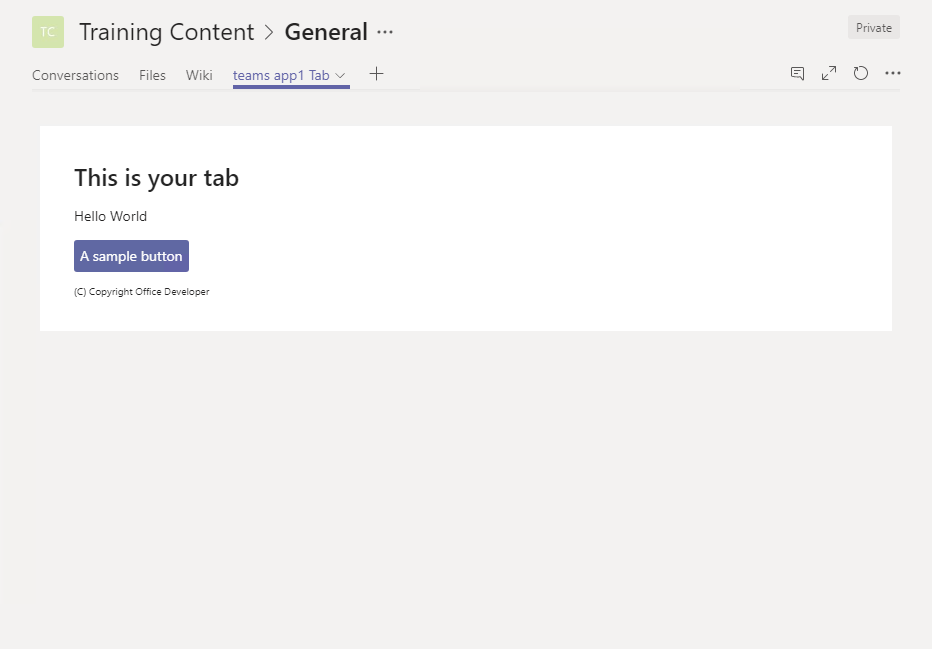 TC Training Content > General ...
Private
Conversations Files Wiki teams app1 Tab
This is your tab
Hello World
A sample button
(C) Copyright Office Developer